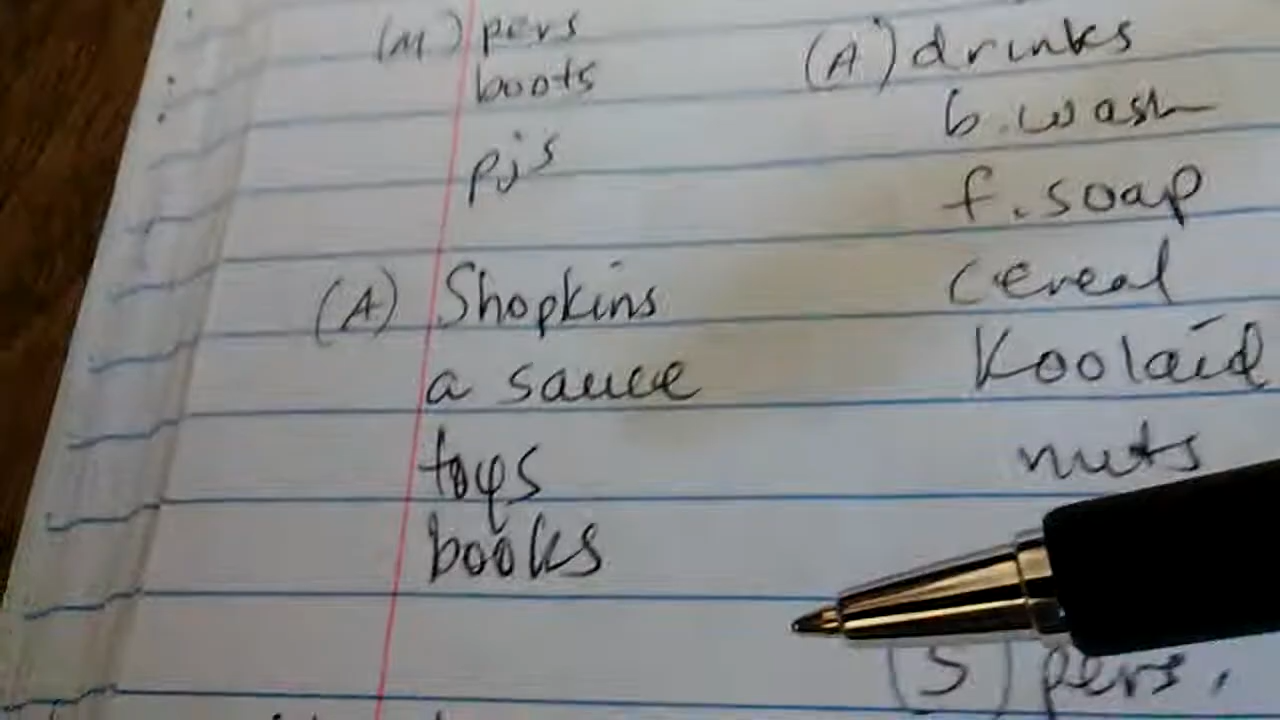 (M) pers
boots
pj's
(A) Shopkins
a sauce
toys
books
(A) drinks
b. wash
f. soap
cereal
Koolaid
nuts
(S) pers.